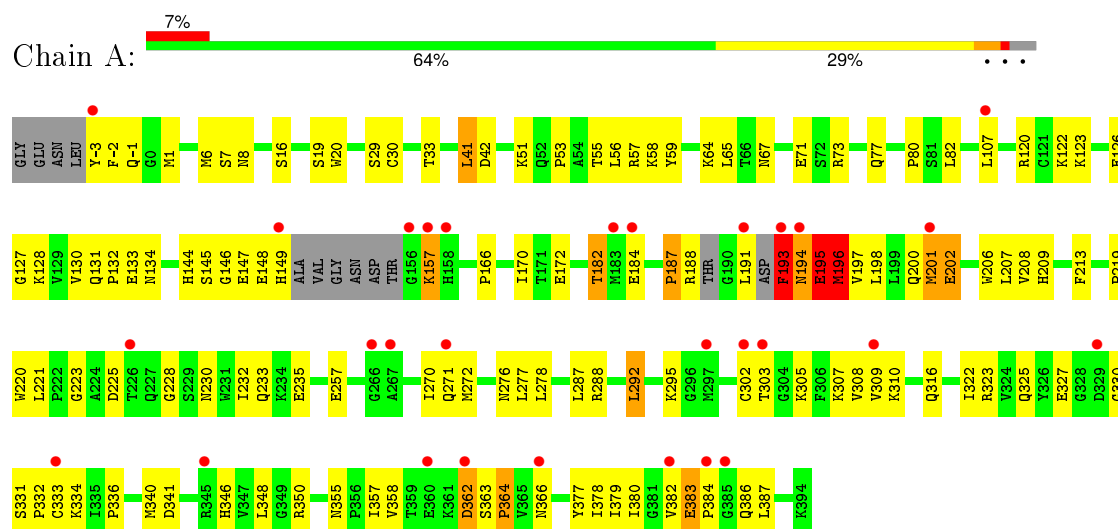 7%
Chain A: 64% 29% • • •
GLY GLU ASN LEU Y-3 F-2 Q-1 G0 M1 M6 S7 N8 S16 S19 W20 S29 C30 T33 L41 D42 K51 Q52 P53 A54 T55 L56 R57 K58 Y59 K64 L65 T66 N67 E71 S72 R73 Q77 P80 S81 L82 L107 R120 C121 K122 K123
G127 K128 V129 V130 Q131 P132 E133 N134 H144 S145 G146 E147 E148 H149 ALA VAL GLY ASN ASP THR G156 K157 H158 P166 I170 T171 E172 T182 M183 E184 P187 R188 THR G190 L191 ASP F193 N194 E195 M196 V197 L198 L199 Q200 M201 E202 W206 L207 V208 H209 F213
W220 L221 P222 G223 A224 D225 T226 Q227 G228 S229 N230 W231 I232 Q233 K234 E235 E257 G266 A267 I270 Q271 M272 N276 L277 L278 L287 R288 L292 K295 G296 M297 C302 T303 G304 K305 F306 K307 V308 V309 K310 Q316 I322 R323 V324 Q325 Y326 E327 G328 D329
S331 P332 C333 K334 I335 P336 M340 D341 R345 H346 V347 L348 G349 R350 N355 P356 I357 V358 T359 E360 K361 D362 S363 P364 V365 N366 Y377 I378 I379 I380 G381 V382 E383 P384 G385 Q386 L387 K394